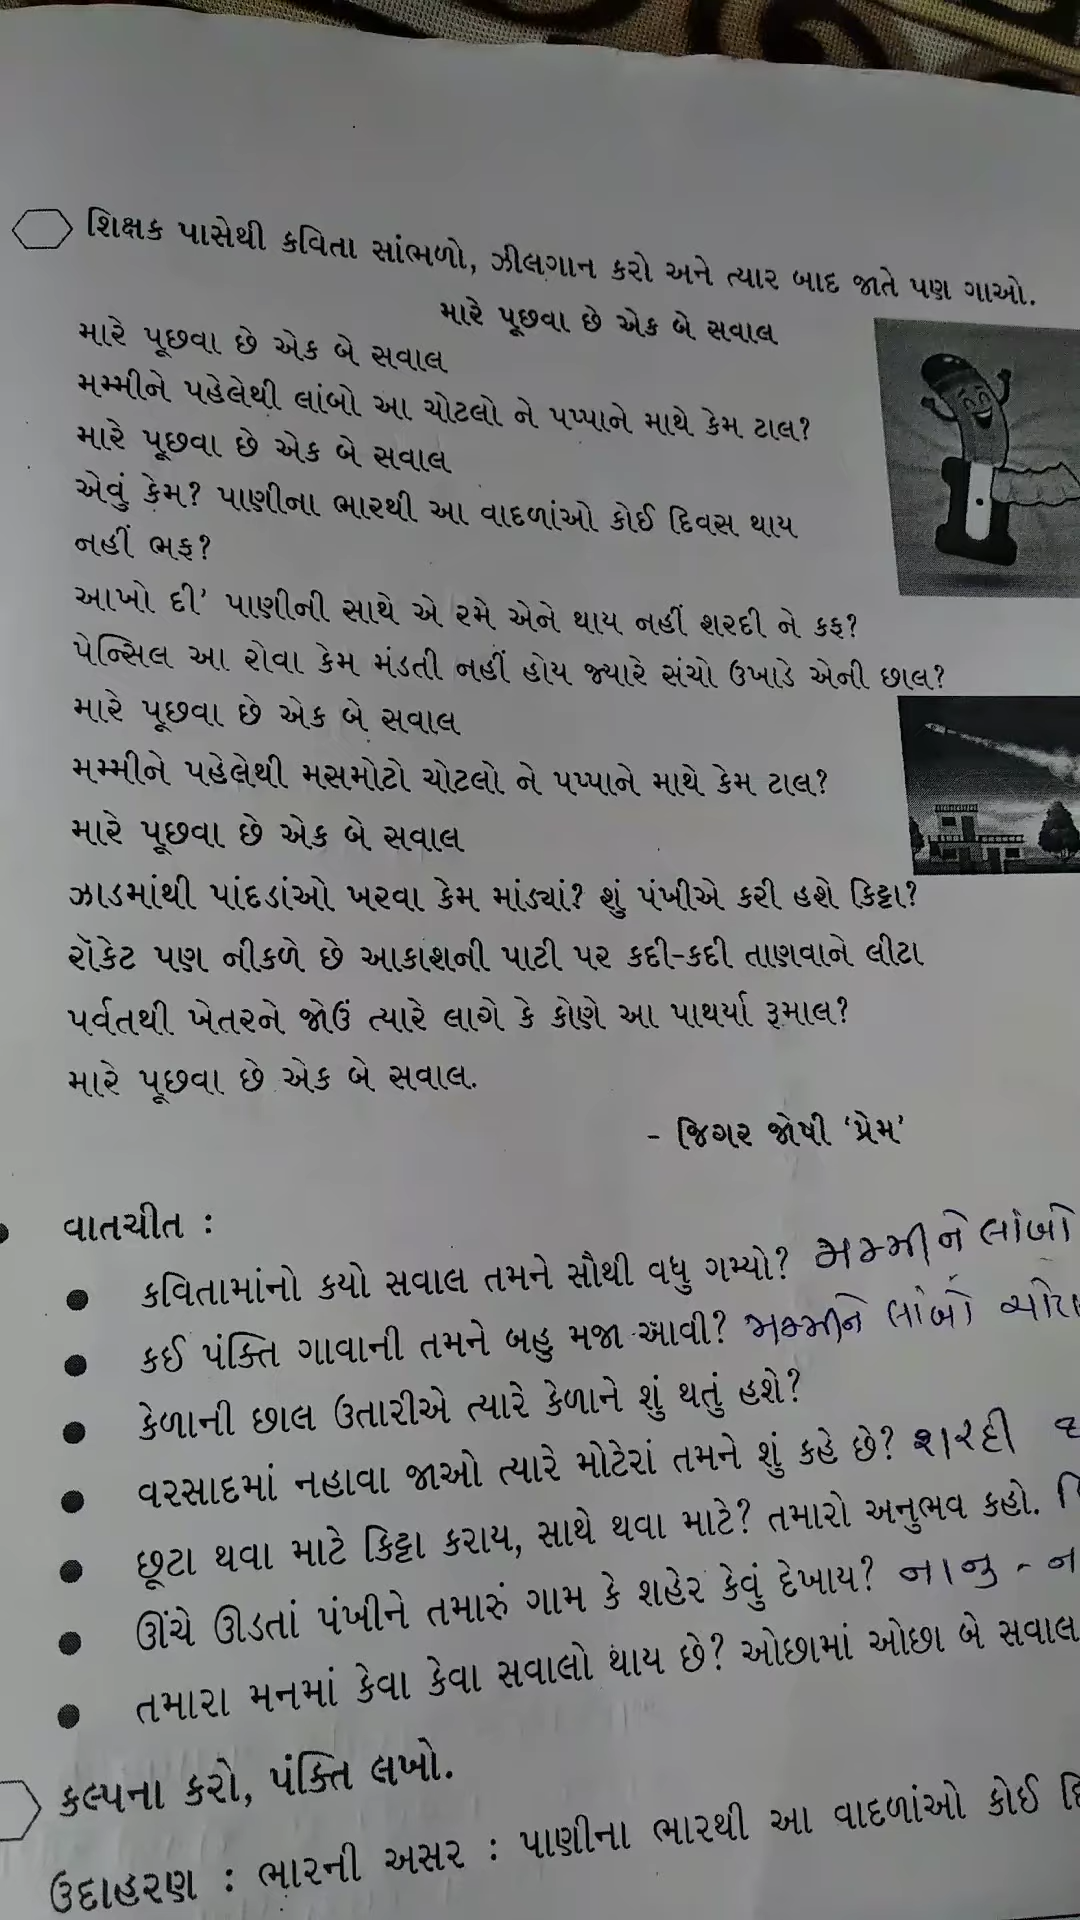 શિક્ષક પાસેથી કવિતા સાંભળો, ઝીલગાન કરો અને ત્યાર બાદ જાતે પણ ગાઓ.
મારે પૂછવા છે એક બે સવાલ
મારે પૂછવા છે એક બે સવાલ
મમ્મીને પહેલેથી લાંબો આ ચોટલો ને પપ્પાને માથે કેમ ટાલ?
મારે પૂછવા છે એક બે સવાલ
એવું કેમ? પાણીના ભારથી આ વાદળાંઓ કોઈ દિવસ થાય
નહીં ભફ?
આખો દી' પાણીની સાથે એ રમે એને થાય નહીં શરદી ને કફ?
પેન્સિલ આ રોવા કેમ મંડતી નહીં હોય જ્યારે સંચો ઉખાડે એની છાલ?
મારે પૂછવા છે એક બે સવાલ
મમ્મીને પહેલેથી મસમોટો ચોટલો ને પપ્પાને માથે કેમ ટાલ?
મારે પૂછવા છે એક બે સવાલ
ઝાડમાંથી પાંદડાંઓ ખરવા કેમ માંડ્યાં? શું પંખીએ કરી હશે કિટ્ટા?
રૉકેટ પણ નીકળે છે આકાશની પાટી પર કદી-કદી તાણવાને લીટા
પર્વતથી ખેતરને જોઉં ત્યારે લાગે કે કોણે આ પાથર્યા રૂમાલ?
મારે પૂછવા છે એક બે સવાલ.
- જિગર જોષી 'પ્રેમ'
વાતચીત :
કવિતામાંનો કયો સવાલ તમને સૌથી વધુ ગમ્યો? મમ્મીને લાંબો
કઈ પંક્તિ ગાવાની તમને બહુ મજા આવી? મમ્મીને લાંબો
કેળાની છાલ ઉતારીએ ત્યારે કેળાને શું થતું હશે?
વરસાદમાં નહાવા જાઓ ત્યારે મોટેરાં તમને શું કહે છે? શરદી
છૂટા થવા માટે કિટ્ટા કરાય, સાથે થવા માટે? તમારો અનુભવ કહો.
ઊંચે ઊડતાં પંખીને તમારું ગામ કે શહેર કેવું દેખાય? નાનુ -
તમારા મનમાં કેવા કેવા સવાલો થાય છે? ઓછામાં ઓછા બે સવાલ
કલ્પના કરો, પંક્તિ લખો.
ઉદાહરણ : ભારની અસર : પાણીના ભારથી આ વાદળાંઓ કોઈ